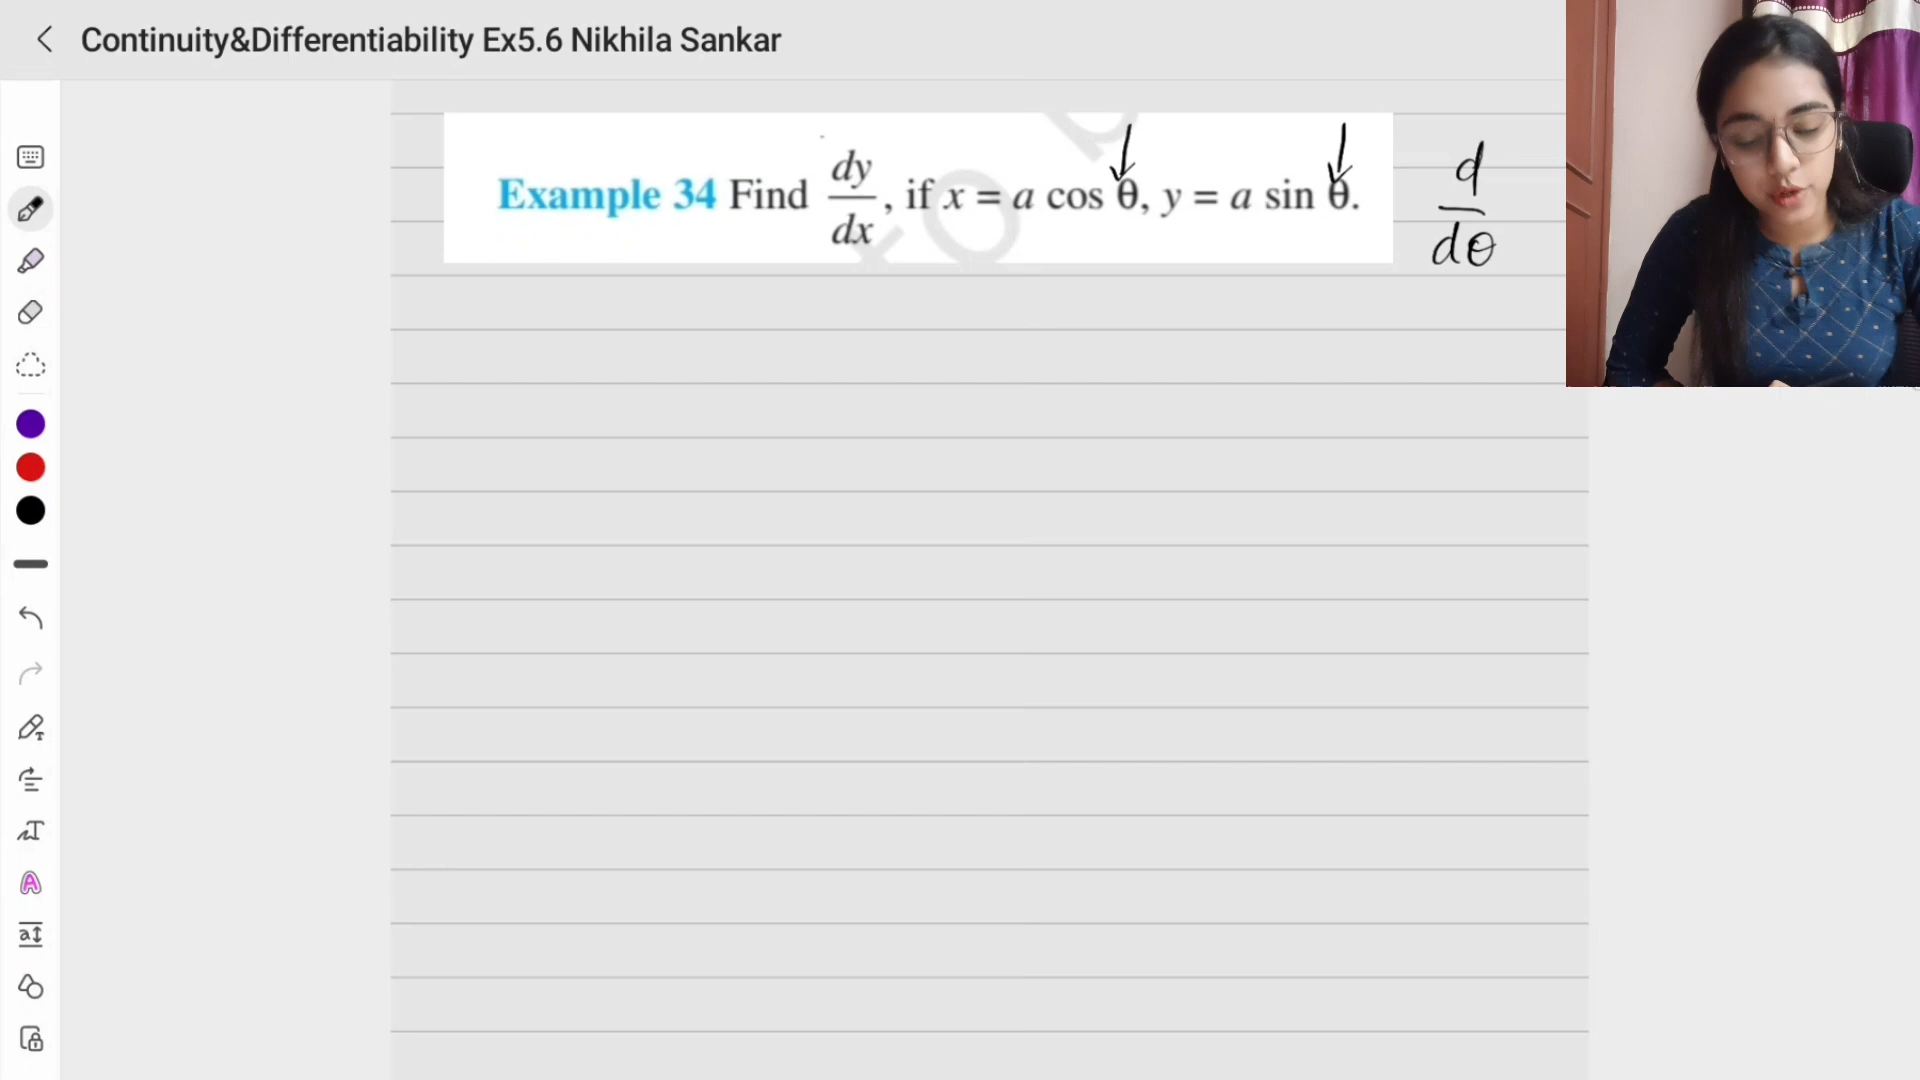 Continuity&Differentiability Ex5.6 Nikhila Sankar
Example 34 Find dy/dx, if x = a cos θ, y = a sin θ.
d/dθ